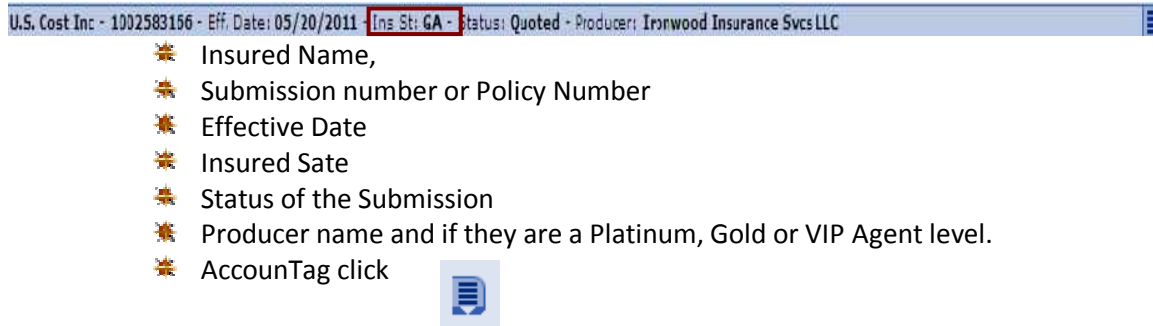 U.S. Cost Inc - 1002583166 - Eff. Date: 05/20/2011 - Ins St: GA - Status: Quoted - Producer: Ironwood Insurance Svcs LLC
Insured Name,
Submission number or Policy Number
Effective Date
Insured Sate
Status of the Submission
Producer name and if they are a Platinum, Gold or VIP Agent level.
AccounTag click